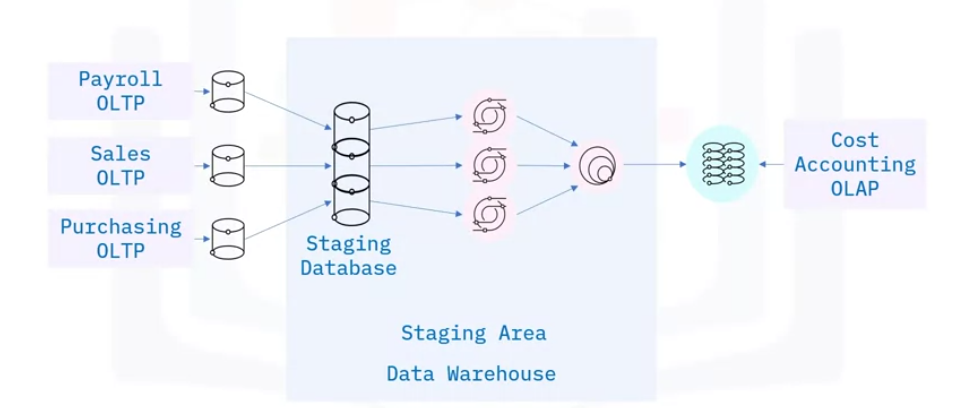 Payroll
OLTP
Sales
OLTP
Purchasing
OLTP
Staging
Database
Staging Area
Data Warehouse
Cost
Accounting
OLAP